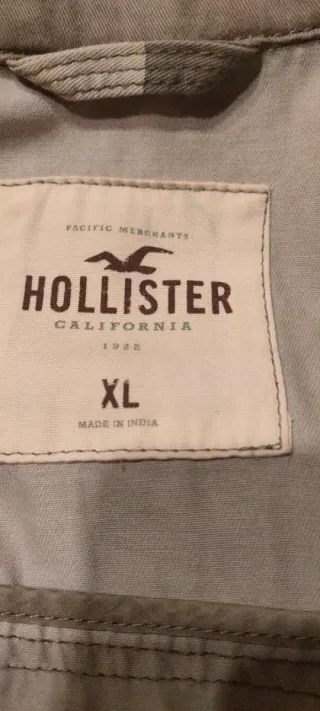 PACIFIC MERCHANTS
HOLLISTER
CALIFORNIA
1922
XL
MADE IN INDIA